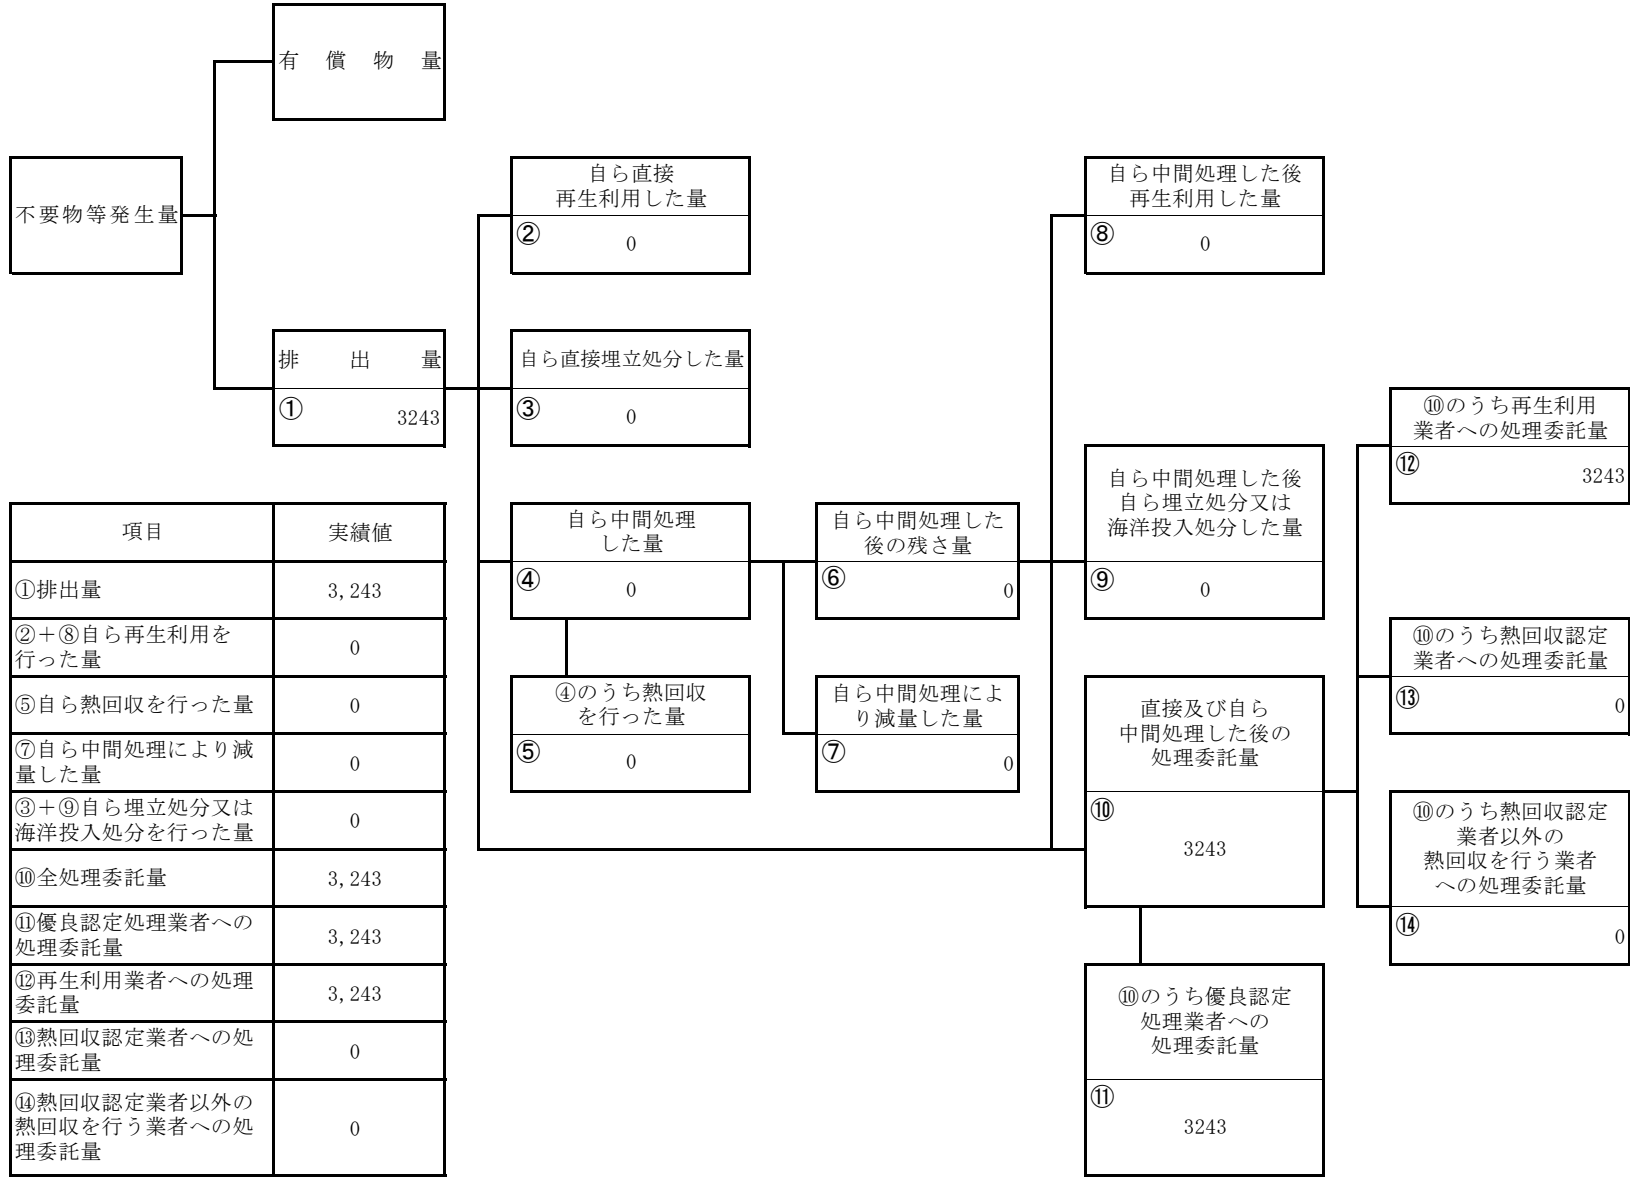 有償物量
不要物等発生量
自ら直接
再生利用した量
②
0
自ら中間処理した後
再生利用した量
⑧
0
排出量
①
3243
自ら直接埋立処分した量
③
0
⑩のうち再生利用
業者への処理委託量
⑫
3243
自ら中間処理
した量
④
0
自ら中間処理した
後の残さ量
⑥
0
自ら中間処理した後
自ら埋立処分又は
海洋投入処分した量
⑨
0
⑩のうち熱回収認定
業者への処理委託量
⑬
0
④のうち熱回収
を行った量
⑤
0
自ら中間処理によ
り減量した量
⑦
0
直接及び自ら
中間処理した後の
処理委託量
⑩
3243
⑩のうち熱回収認定
業者以外の
熱回収を行う業者
への処理委託量
⑭
0
⑩のうち優良認定
処理業者への
処理委託量
⑪
3243
項目 実績値
①排出量 3,243
②＋⑧自ら再生利用を
行った量 0
⑤自ら熱回収を行った量 0
⑦自ら中間処理により減
量した量 0
③＋⑨自ら埋立処分又は
海洋投入処分を行った量 0
⑩全処理委託量 3,243
⑪優良認定処理業者への
処理委託量 3,243
⑫再生利用業者への処理
委託量 3,243
⑬熱回収認定業者への処
理委託量 0
⑭熱回収認定業者以外の
熱回収を行う業者への処
理委託量 0